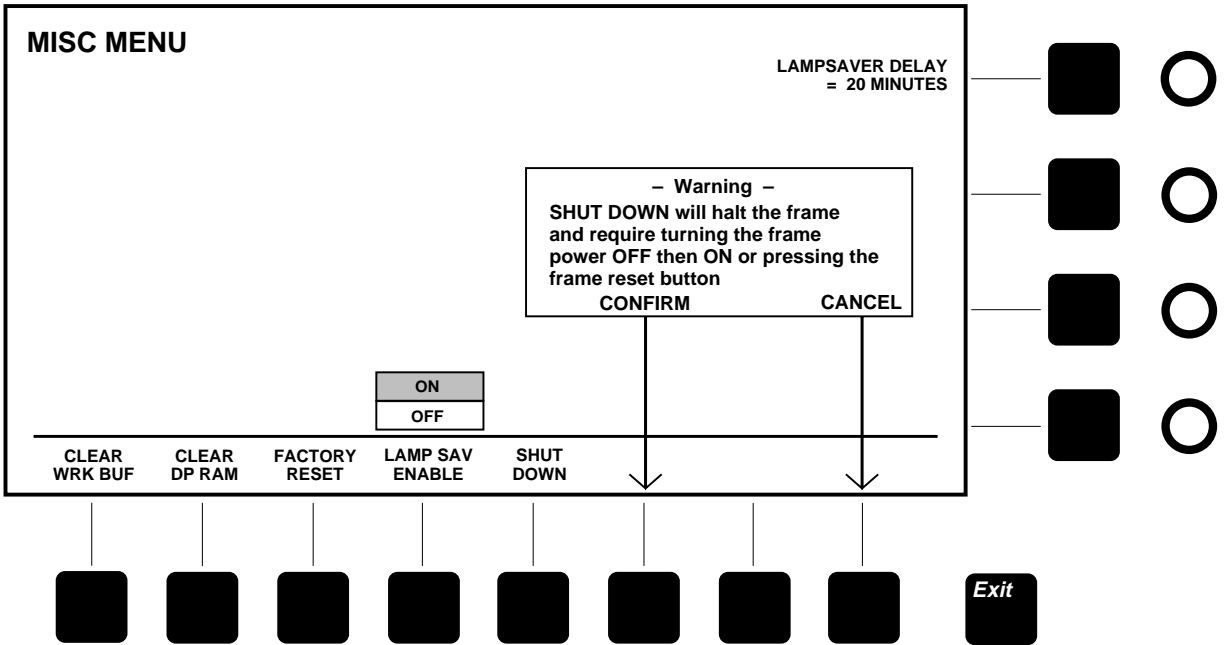 MISC MENU
LAMPSAVER DELAY
= 20 MINUTES
– Warning –
SHUT DOWN will halt the frame
and require turning the frame
power OFF then ON or pressing the
frame reset button
CONFIRM CANCEL
ON
OFF
CLEAR
WRK BUF
CLEAR
DP RAM
FACTORY
RESET
LAMP SAV
ENABLE
SHUT
DOWN
Exit